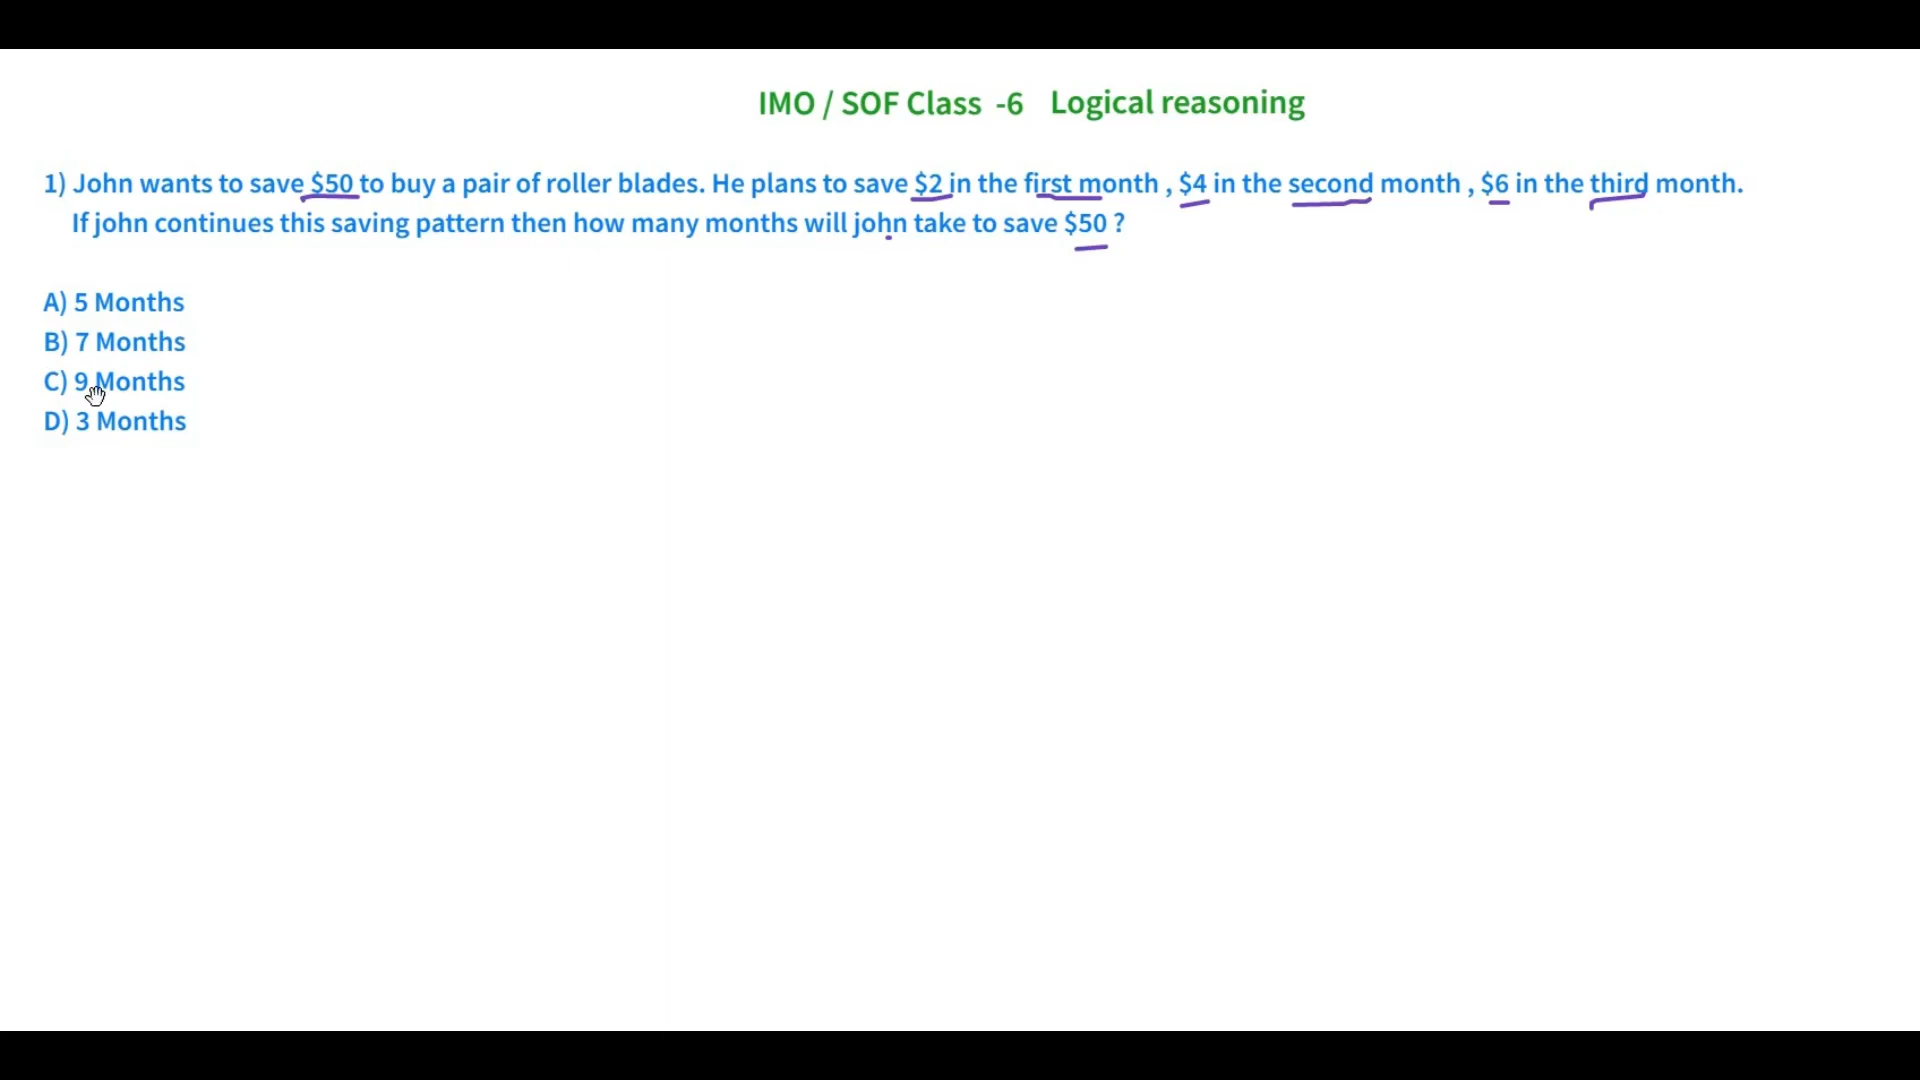 IMO / SOF Class -6 Logical reasoning
1) John wants to save $50 to buy a pair of roller blades. He plans to save $2 in the first month , $4 in the second month , $6 in the third month.
If john continues this saving pattern then how many months will john take to save $50 ?
A) 5 Months
B) 7 Months
C) 9 Months
D) 3 Months